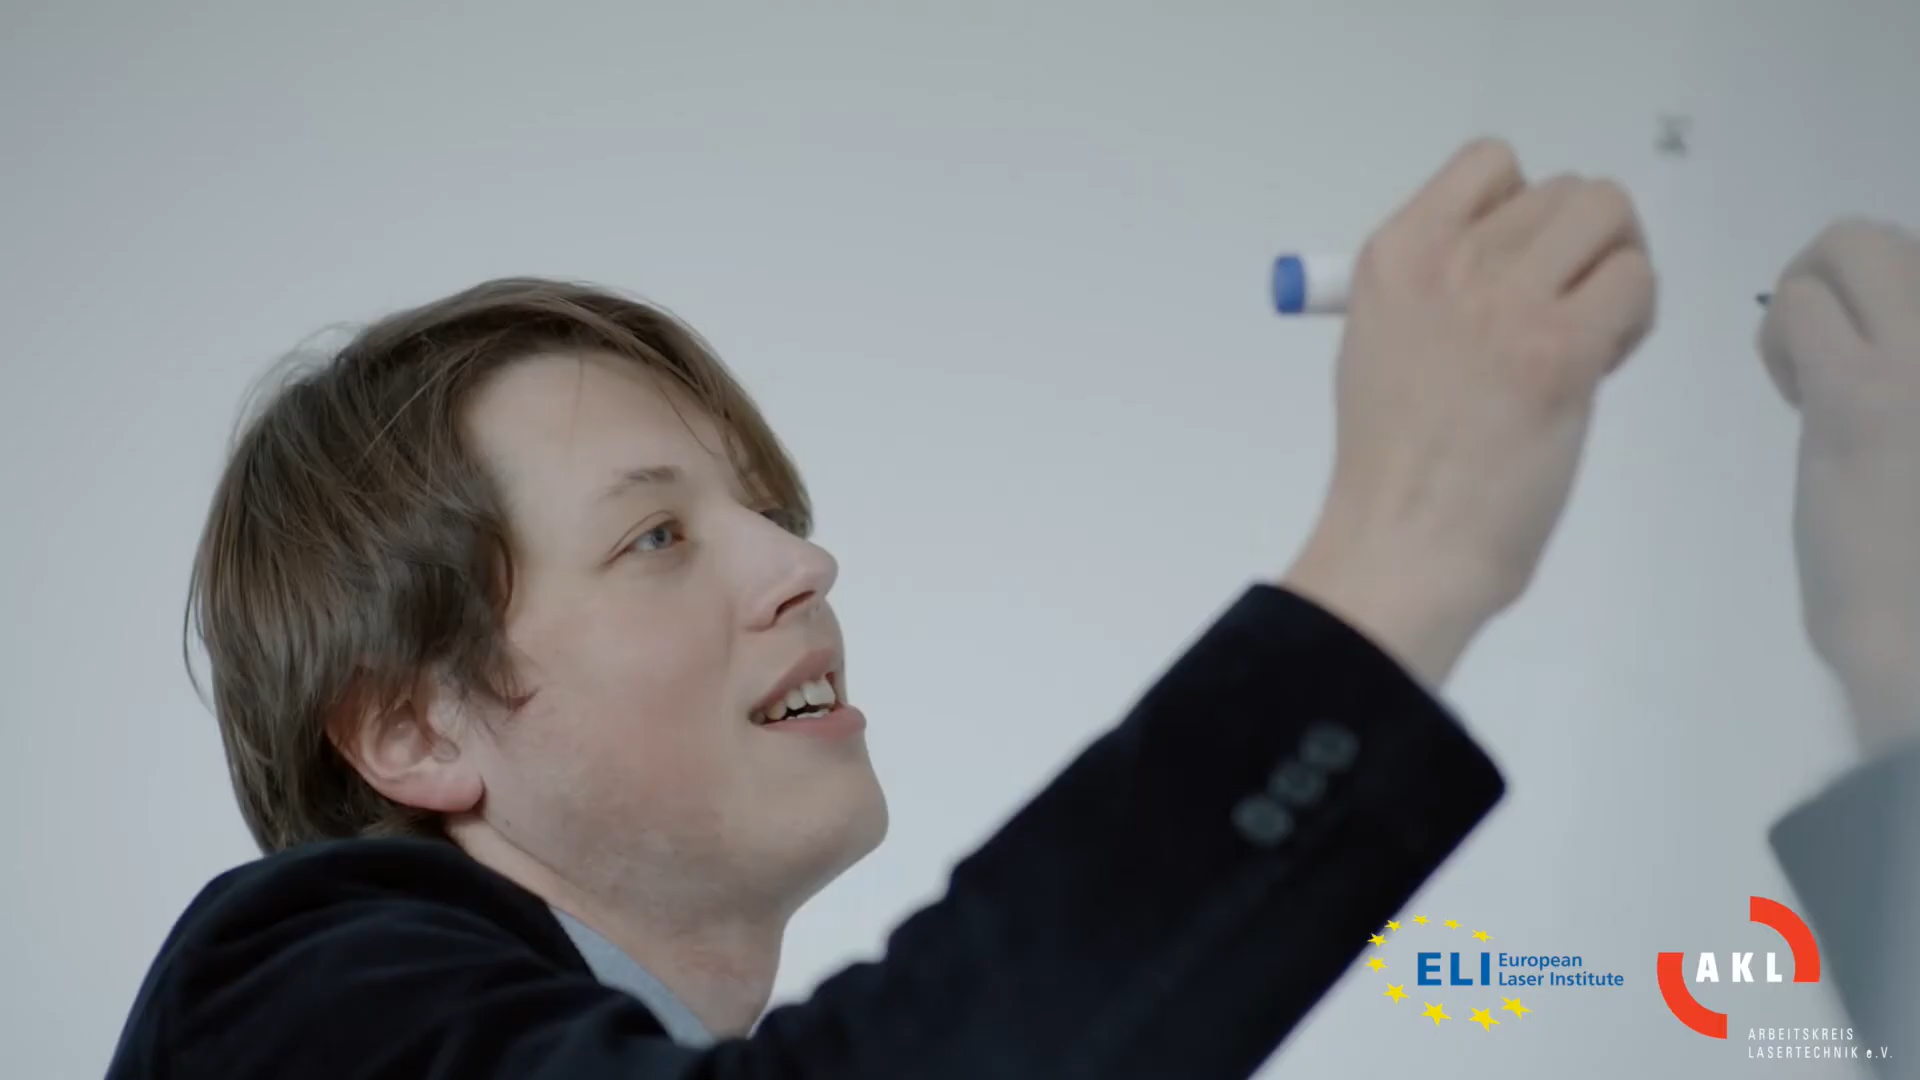 ELI European
Laser Institute
AKL
ARBEITSKREIS
LASERTECHNIK e.V.